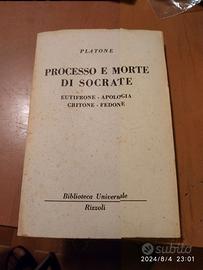 PLATONE
PROCESSO E MORTE
DI SOCRATE
EUTIFRONE - APOLOGIA
CRITONE - FEDONE
Biblioteca Universale
Rizzoli
subito
2024/8/4 23:01